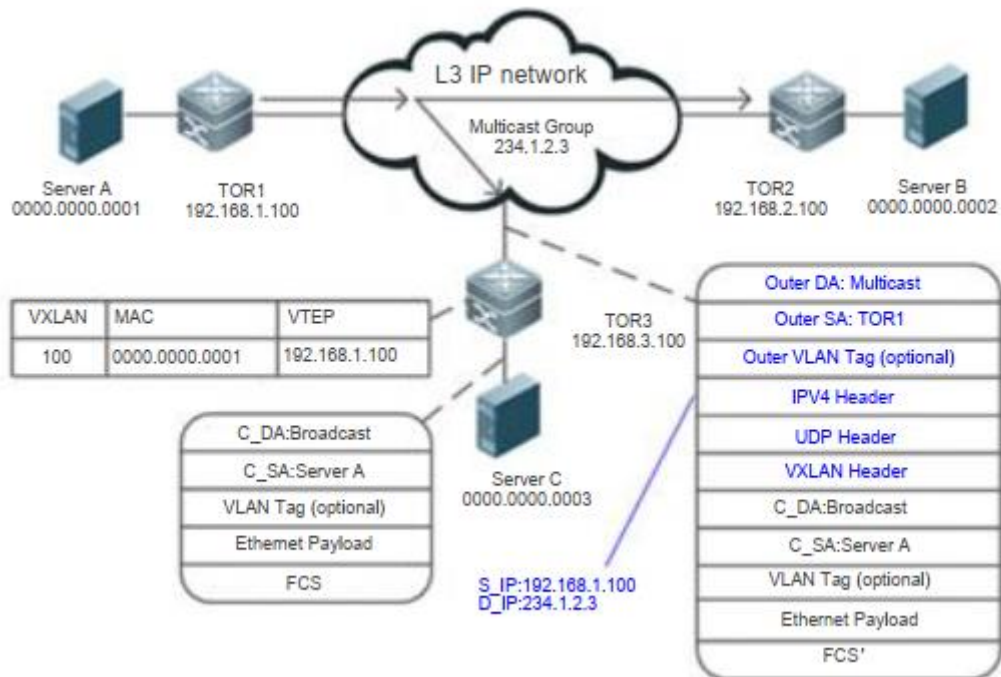 L3 IP network
Multicast Group
234.1.2.3
Server A
0000.0000.0001
TOR1
192.168.1.100
TOR2
192.168.2.100
Server B
0000.0000.0002
TOR3
192.168.3.100
VXLAN MAC VTEP
100 0000.0000.0001 192.168.1.100
C_DA:Broadcast
C_SA:Server A
VLAN Tag (optional)
Ethernet Payload
FCS
Server C
0000.0000.0003
S_IP:192.168.1.100
D_IP:234.1.2.3
Outer DA: Multicast
Outer SA: TOR1
Outer VLAN Tag (optional)
IPV4 Header
UDP Header
VXLAN Header
C_DA:Broadcast
C_SA:Server A
VLAN Tag (optional)
Ethernet Payload
FCS'